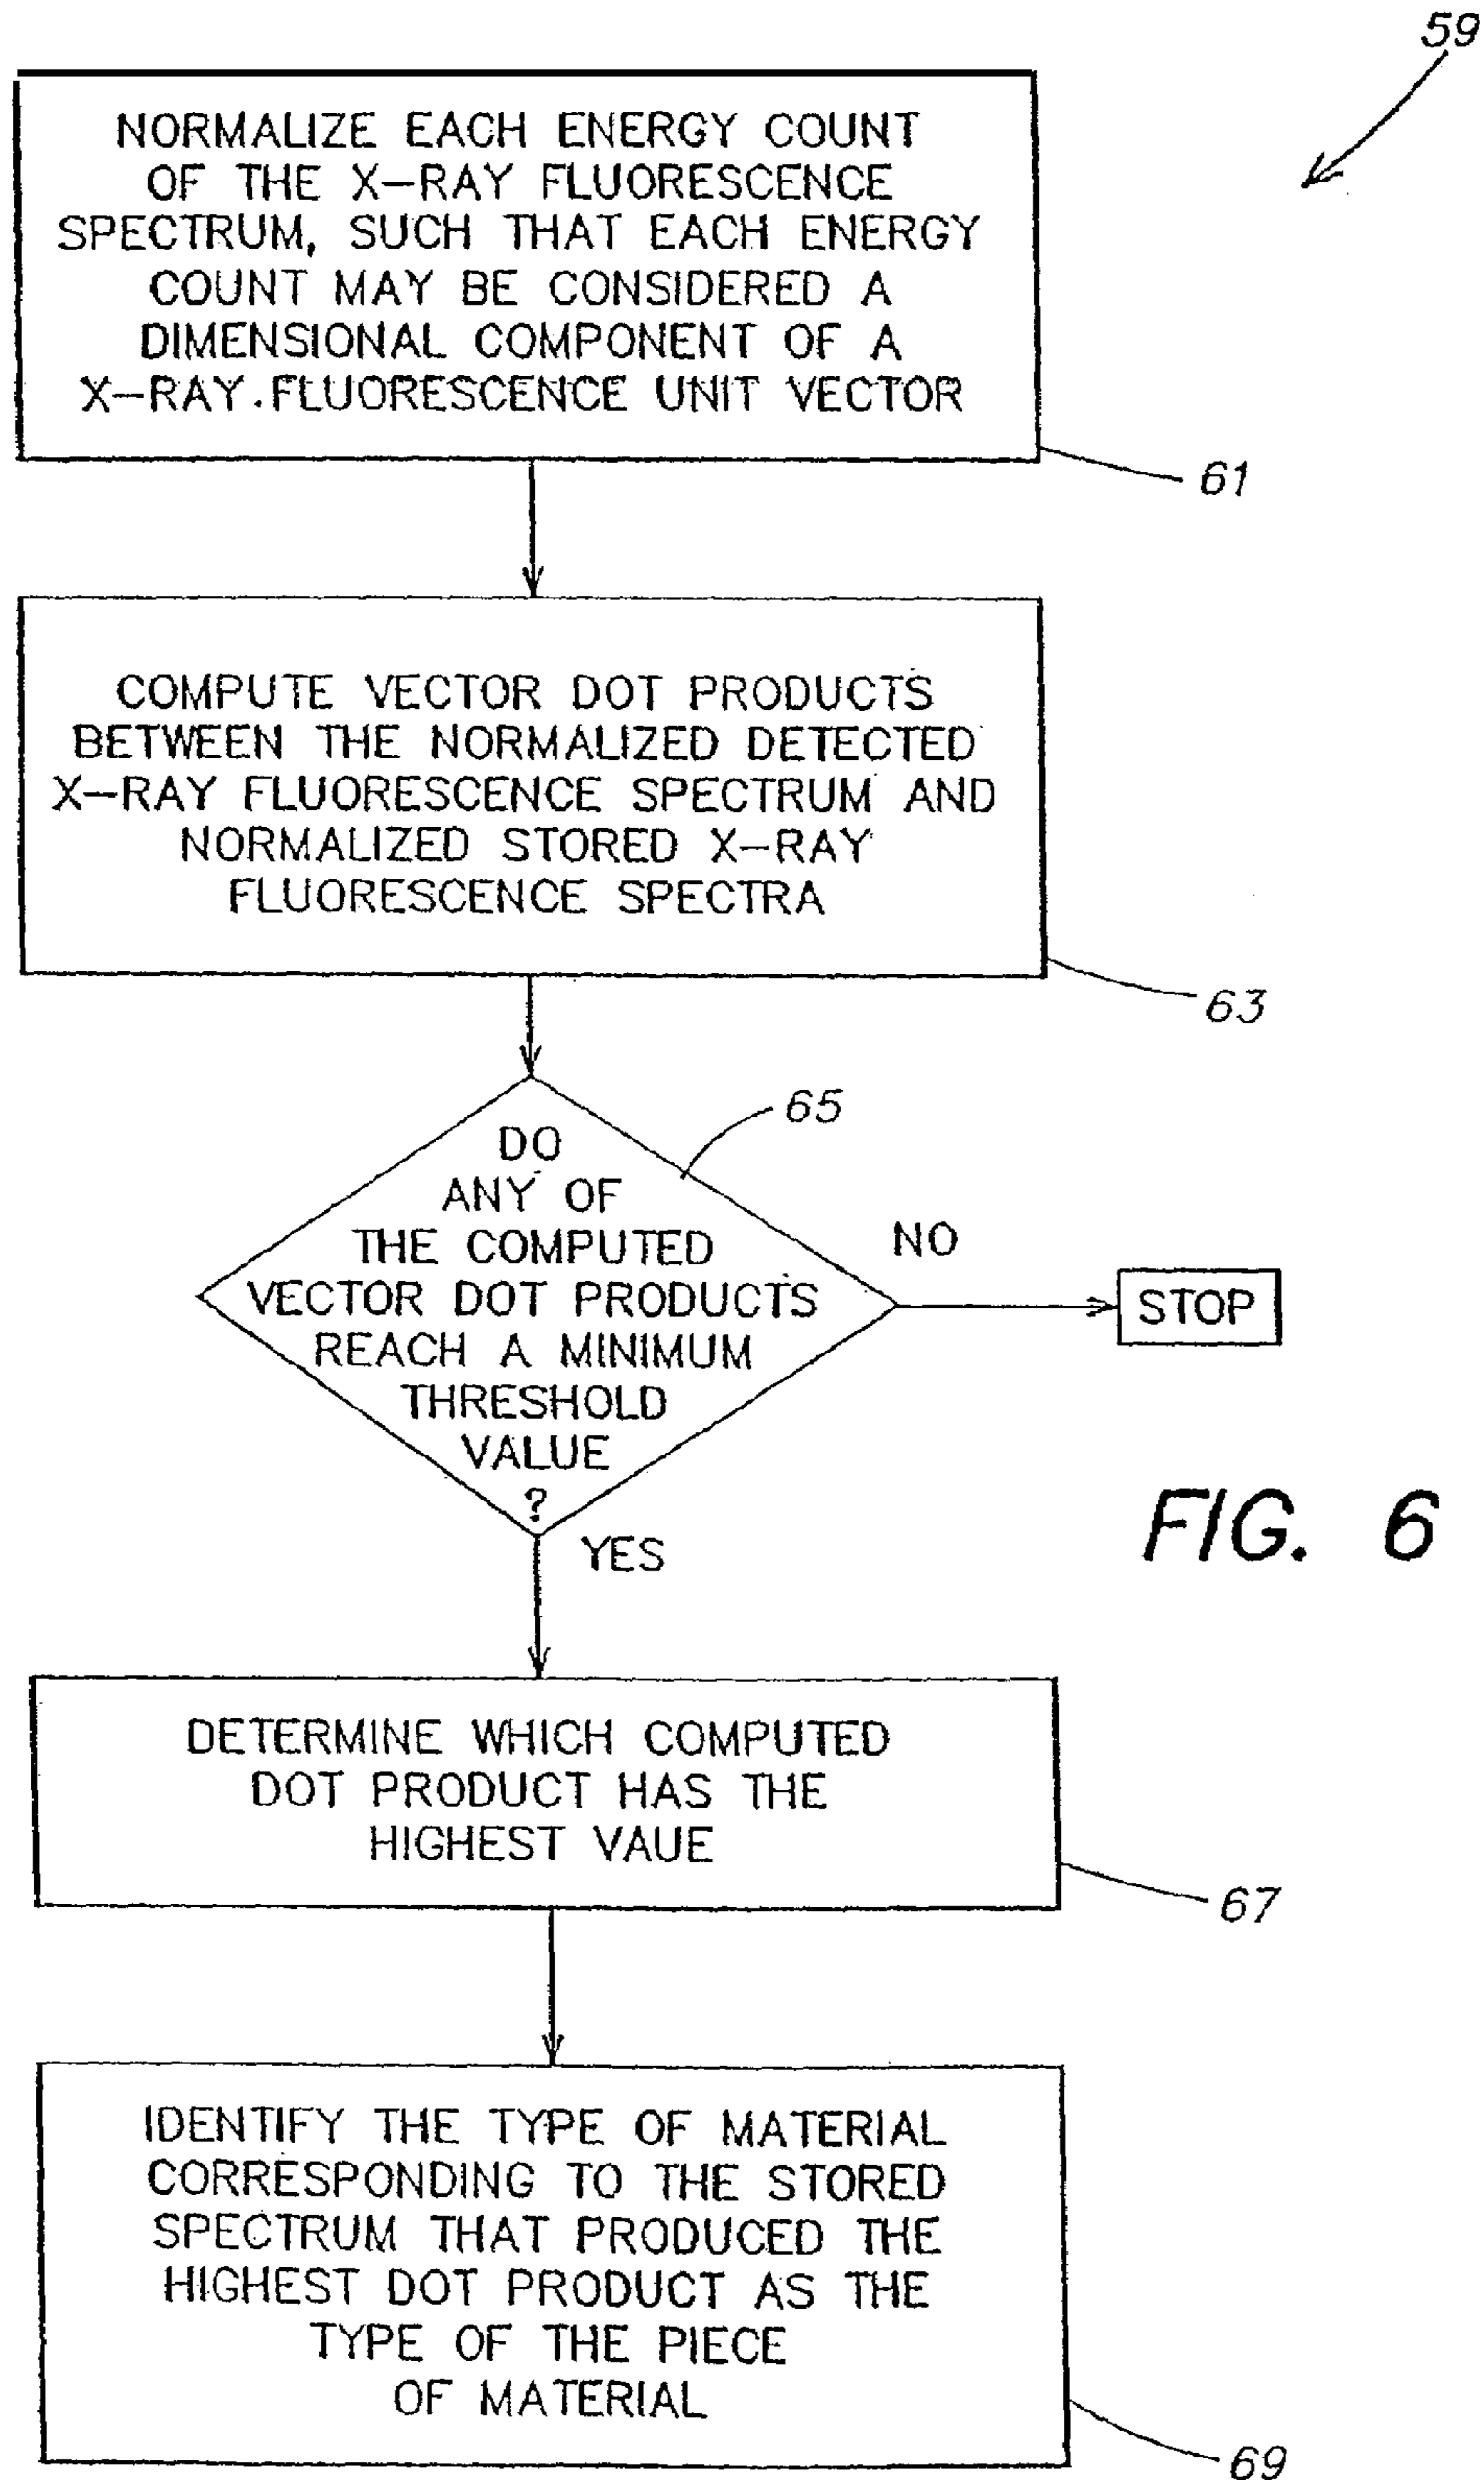 59
NORMALIZE EACH ENERGY COUNT
OF THE X-RAY FLUORESCENCE
SPECTRUM, SUCH THAT EACH ENERGY
COUNT MAY BE CONSIDERED A
DIMENSIONAL COMPONENT OF A
X-RAY.FLUORESCENCE UNIT VECTOR
61
COMPUTE VECTOR DOT PRODUCTS
BETWEEN THE NORMALIZED DETECTED
X-RAY FLUORESCENCE SPECTRUM AND
NORMALIZED STORED X-RAY
FLUORESCENCE SPECTRA
63
65
DO
ANY OF
THE COMPUTED
VECTOR DOT PRODUCTS
REACH A MINIMUM
THRESHOLD
VALUE
?
NO
STOP
YES
FIG. 6
DETERMINE WHICH COMPUTED
DOT PRODUCT HAS THE
HIGHEST VAUE
67
IDENTIFY THE TYPE OF MATERIAL
CORRESPONDING TO THE STORED
SPECTRUM THAT PRODUCED THE
HIGHEST DOT PRODUCT AS THE
TYPE OF THE PIECE
OF MATERIAL
69